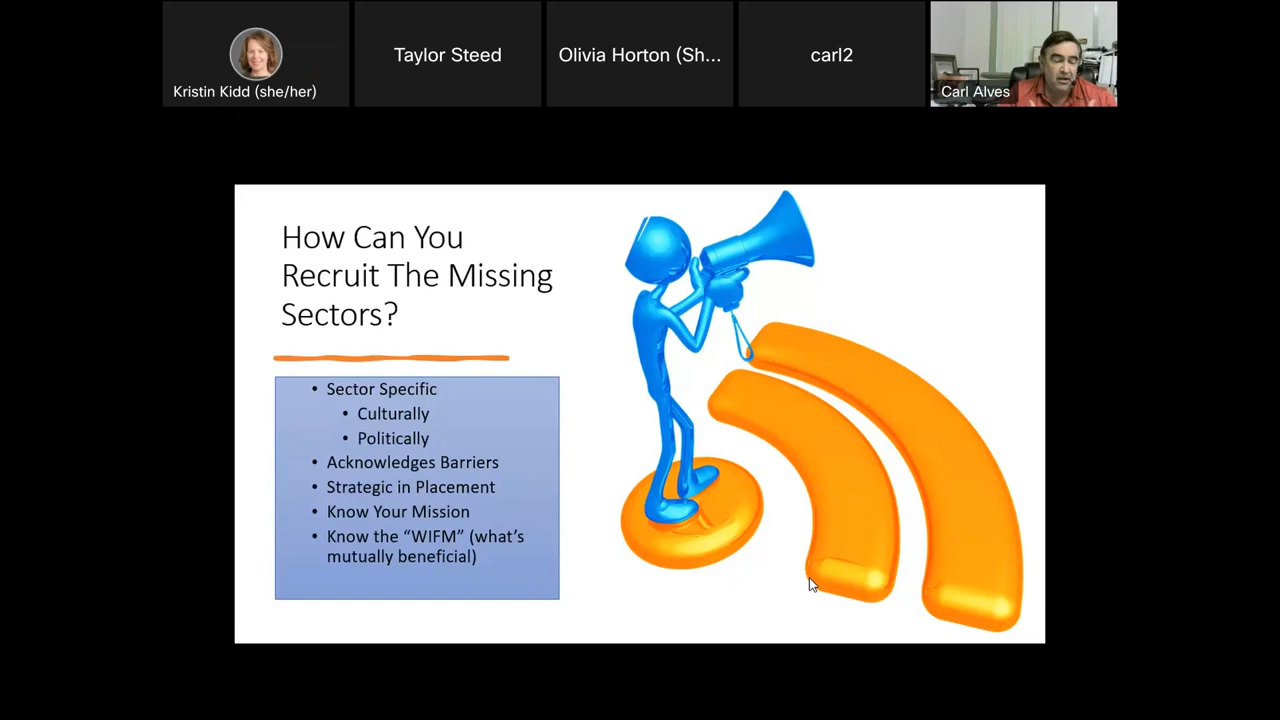 Kristin Kidd (she/her)
Taylor Steed
Olivia Horton (Sh...
carl2
Carl Alves
How Can You
Recruit The Missing
Sectors?
• Sector Specific
• Culturally
• Politically
• Acknowledges Barriers
• Strategic in Placement
• Know Your Mission
• Know the “WIFM” (what’s
mutually beneficial)